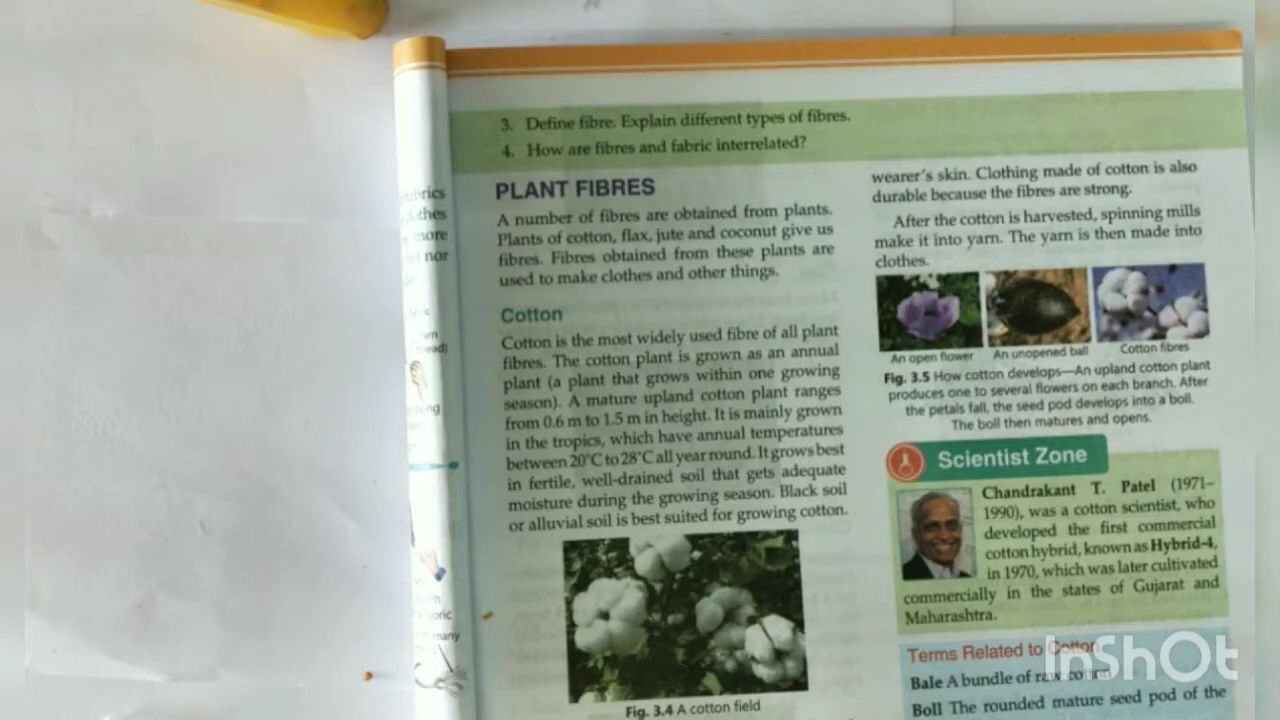 3. Define fibre. Explain different types of fibres.
4. How are fibres and fabric interrelated?
PLANT FIBRES
A number of fibres are obtained from plants.
Plants of cotton, flax, jute and coconut give us
fibres. Fibres obtained from these plants are
used to make clothes and other things.
Cotton
Cotton is the most widely used fibre of all plant
fibres. The cotton plant is grown as an annual
plant (a plant that grows within one growing
season). A mature upland cotton plant ranges
from 0.6 m to 1.5 m in height. It is mainly grown
in the tropics, which have annual temperatures
between 20°C to 28°C all year round. It grows best
in fertile, well-drained soil that gets adequate
moisture during the growing season. Black soil
or alluvial soil is best suited for growing cotton.
Fig. 3.4 A cotton field
wearer's skin. Clothing made of cotton is also
durable because the fibres are strong.
After the cotton is harvested, spinning mills
make it into yarn. The yarn is then made into
clothes.
An open flower
An unopened ball
Cotton fibres
Fig. 3.5 How cotton develops—An upland cotton plant
produces one to several flowers on each branch. After
the petals fall, the seed pod develops into a boll.
The boll then matures and opens.
Scientist Zone
Chandrakant T. Patel (1971–
1990), was a cotton scientist, who
developed the first commercial
cotton hybrid, known as Hybrid-4,
in 1970, which was later cultivated
commercially in the states of Gujarat and
Maharashtra.
Terms Related to Cotton
Bale A bundle of raw cotton
Boll The rounded mature seed pod of the
InShOt
more
nor
many